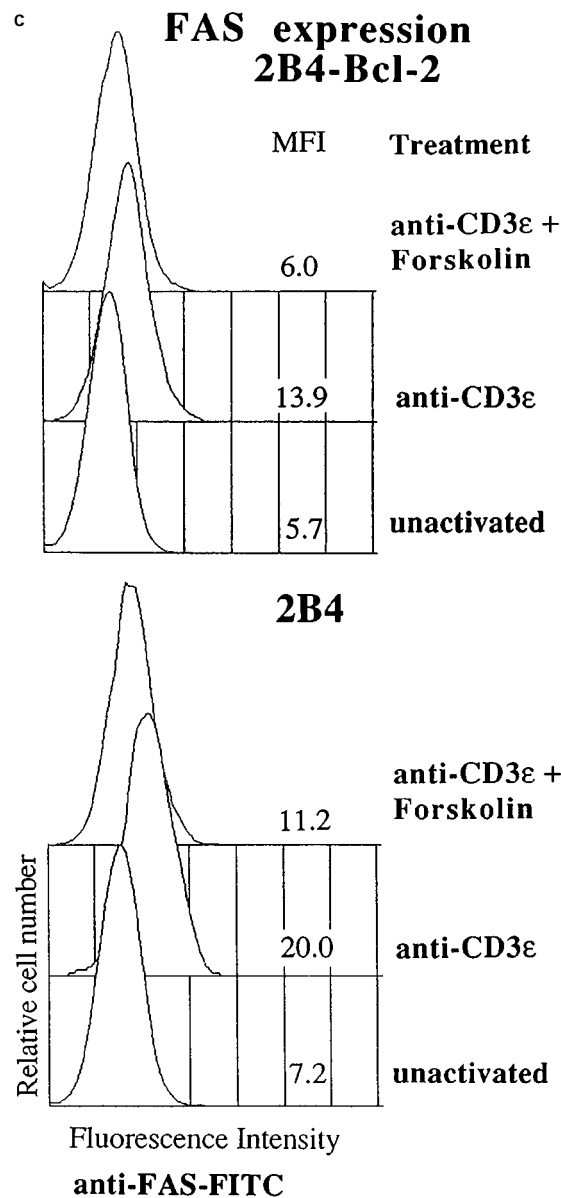 c
FAS expression
2B4-Bcl-2
MFI Treatment
anti-CD3ε +
6.0 Forskolin
13.9 anti-CD3ε
5.7 unactivated
2B4
anti-CD3ε +
11.2 Forskolin
20.0 anti-CD3ε
7.2 unactivated
Relative cell number
Fluorescence Intensity
anti-FAS-FITC